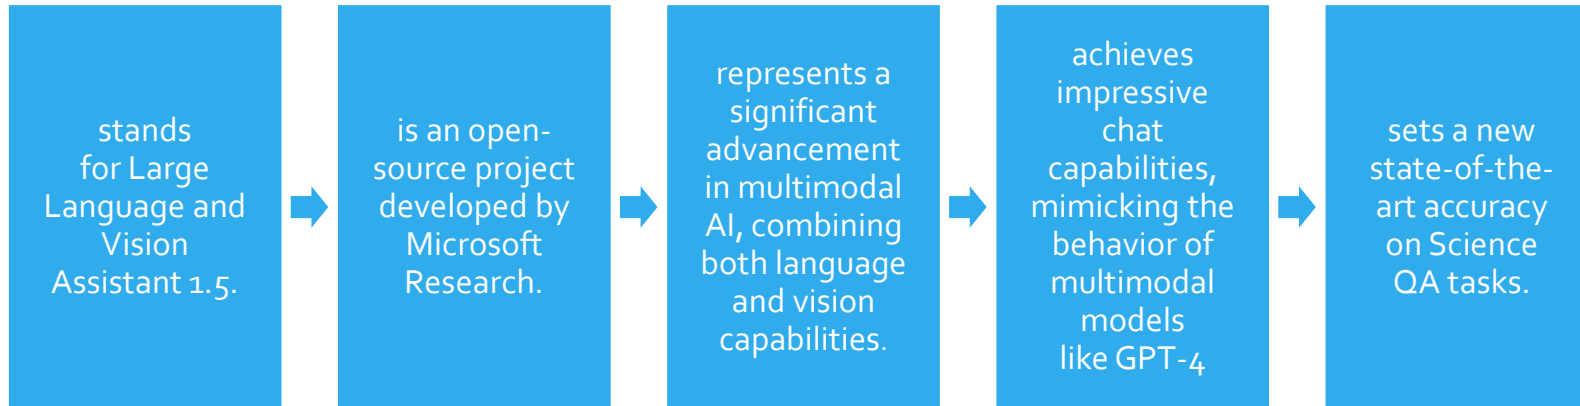 stands
for Large
Language and
Vision
Assistant 1.5.
is an open-
source project
developed by
Microsoft
Research.
represents a
significant
advancement
in multimodal
AI, combining
both language
and vision
capabilities.
achieves
impressive
chat
capabilities,
mimicking the
behavior of
multimodal
models
like GPT-4
sets a new
state-of-the-
art accuracy
on Science
QA tasks.